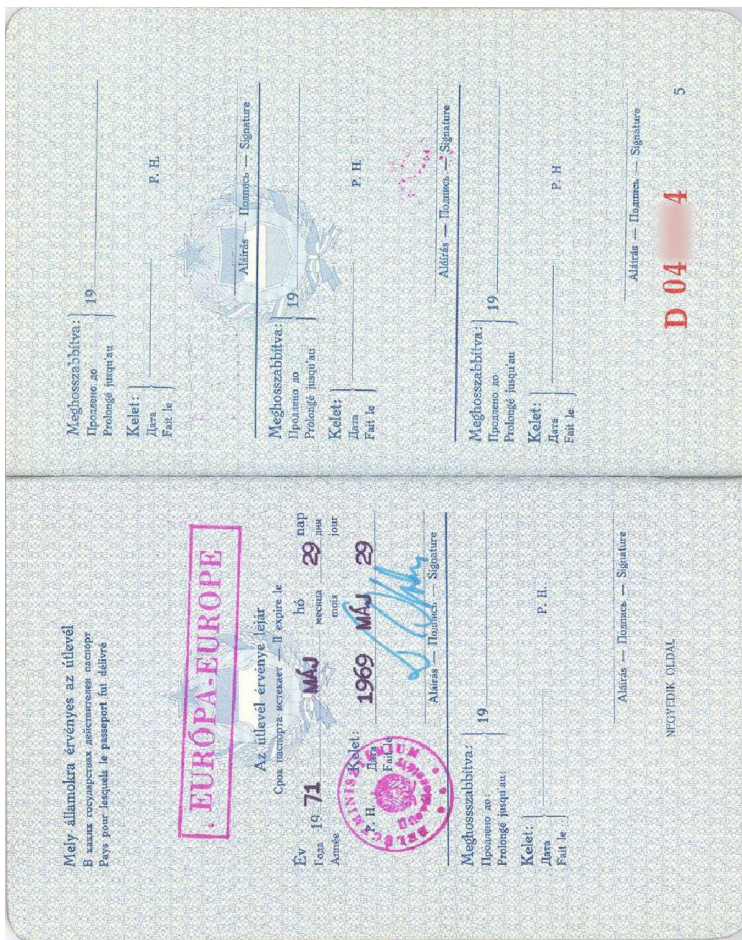 Mely államokra érvényes az útlevél
В каких государствах действителен паспорт
Pays pour lesquels le passeport fut délivré
. EURÓPA-EUROPE
Az útlevél érvénye lejár
Срок паспорта истекает — Il expire le
Év 1971 MÁJ hó 29 nap
Года месяца дня
Année mois jour
Kelet: 1969 MÁJ 29
Дата
Fait le
P. H.
BELÜGYMINISZTÉRIUM
Aláírás — Подпись — Signature
Meghosszabbítva:
Продлено до: 19
Prolongé jusqu'au:
Kelet:
Дата
Fait le
P. H.
Aláírás — Подпись — Signature
NEGYEDIK OLDAL
Meghosszabbítva:
Продлено до 19
Prolongé jusqu'au
Kelet:
Дата
Fait le
P. H.
Aláírás — Подпись — Signature
Meghosszabbítva:
Продлено до 19
Prolongé jusqu'au
Kelet:
Дата
Fait le
P. H.
Aláírás — Подпись — Signature
Meghosszabbítva:
Продлено до 19
Prolongé jusqu'au
Kelet:
Дата
Fait le
P. H
Aláírás — Подпись — Signature
D 04 4
5